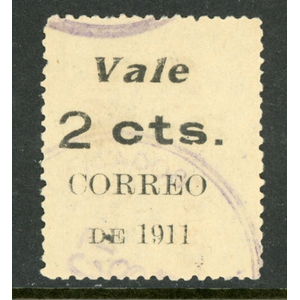 Vale
2 cts.
CORREO
DE 1911